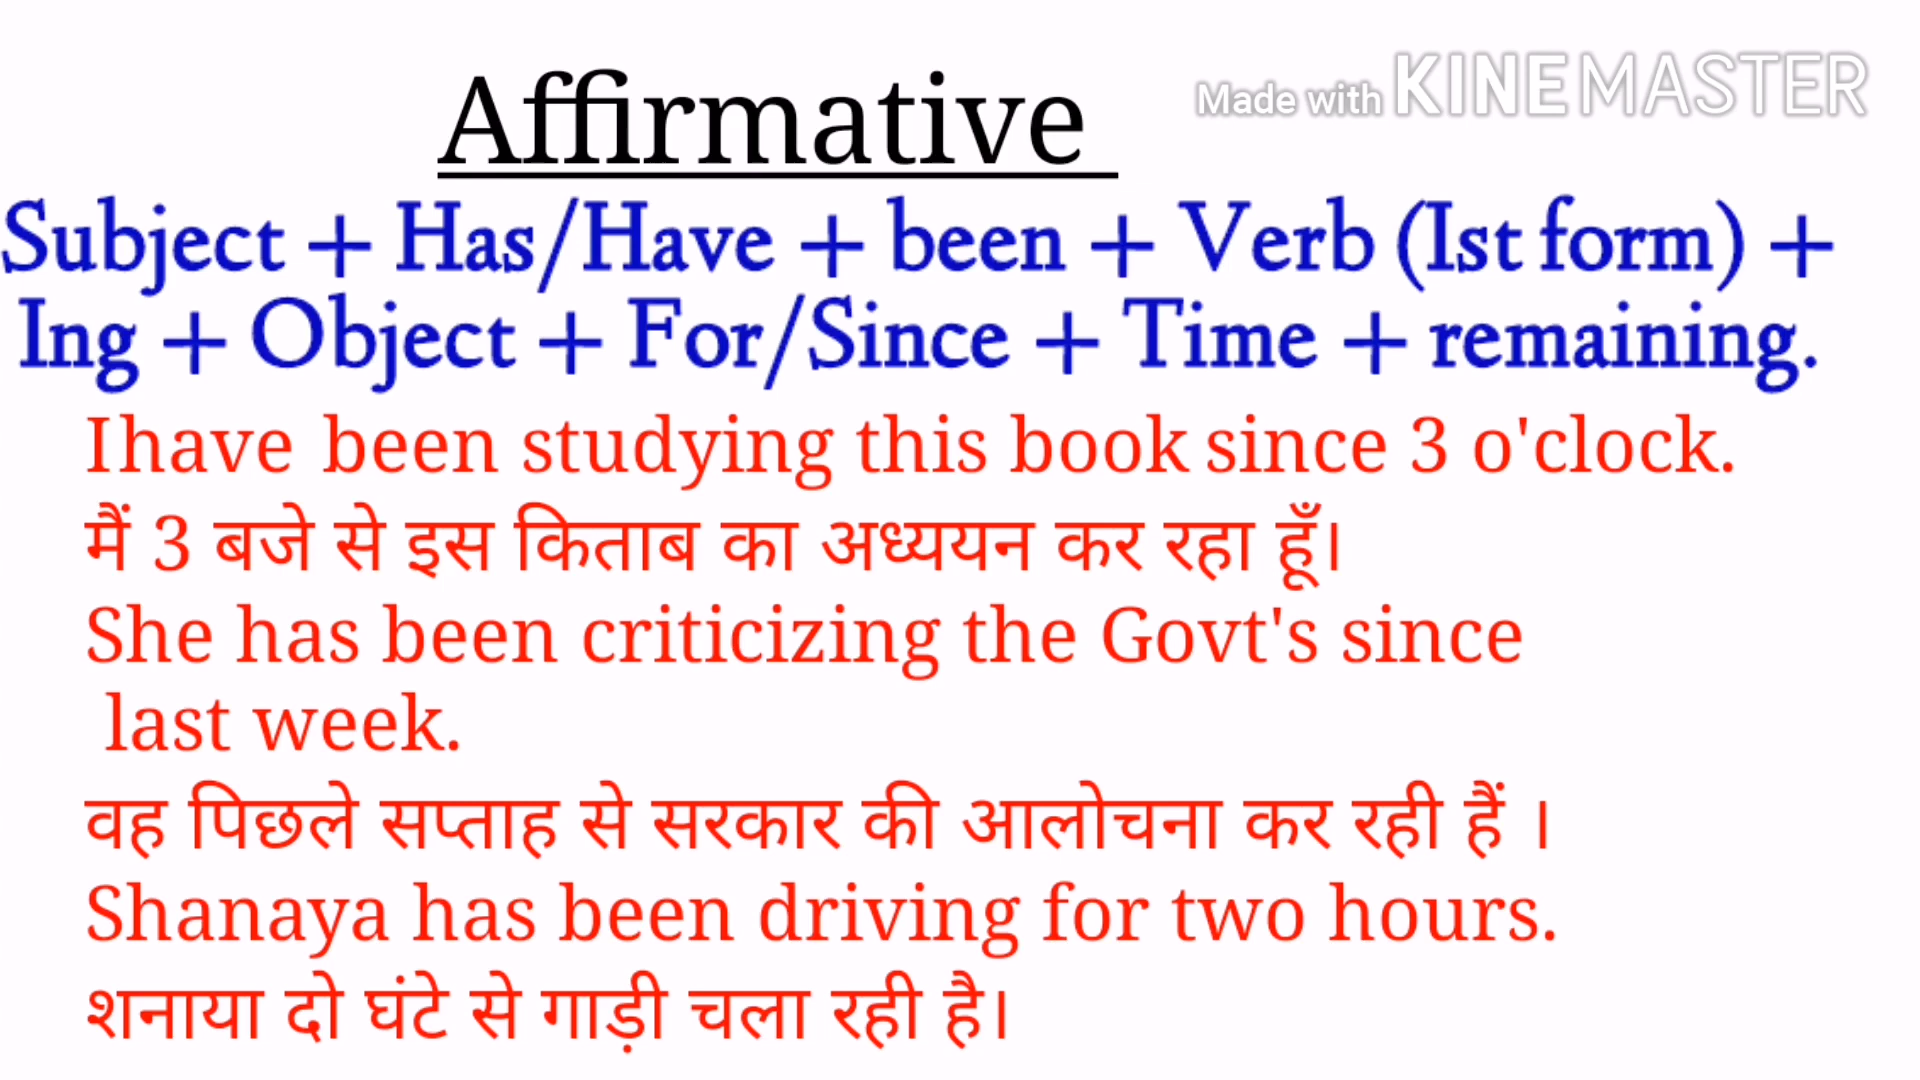 Affirmative
Made with KINEMASTER
Subject + Has/Have + been + Verb (Ist form) +
Ing + Object + For/Since + Time + remaining.
I have been studying this book since 3 o'clock.
मैं 3 बजे से इस किताब का अध्ययन कर रहा हूँ।
She has been criticizing the Govt's since
last week.
वह पिछले सप्ताह से सरकार की आलोचना कर रही हैं ।
Shanaya has been driving for two hours.
शनाया दो घंटे से गाड़ी चला रही है।